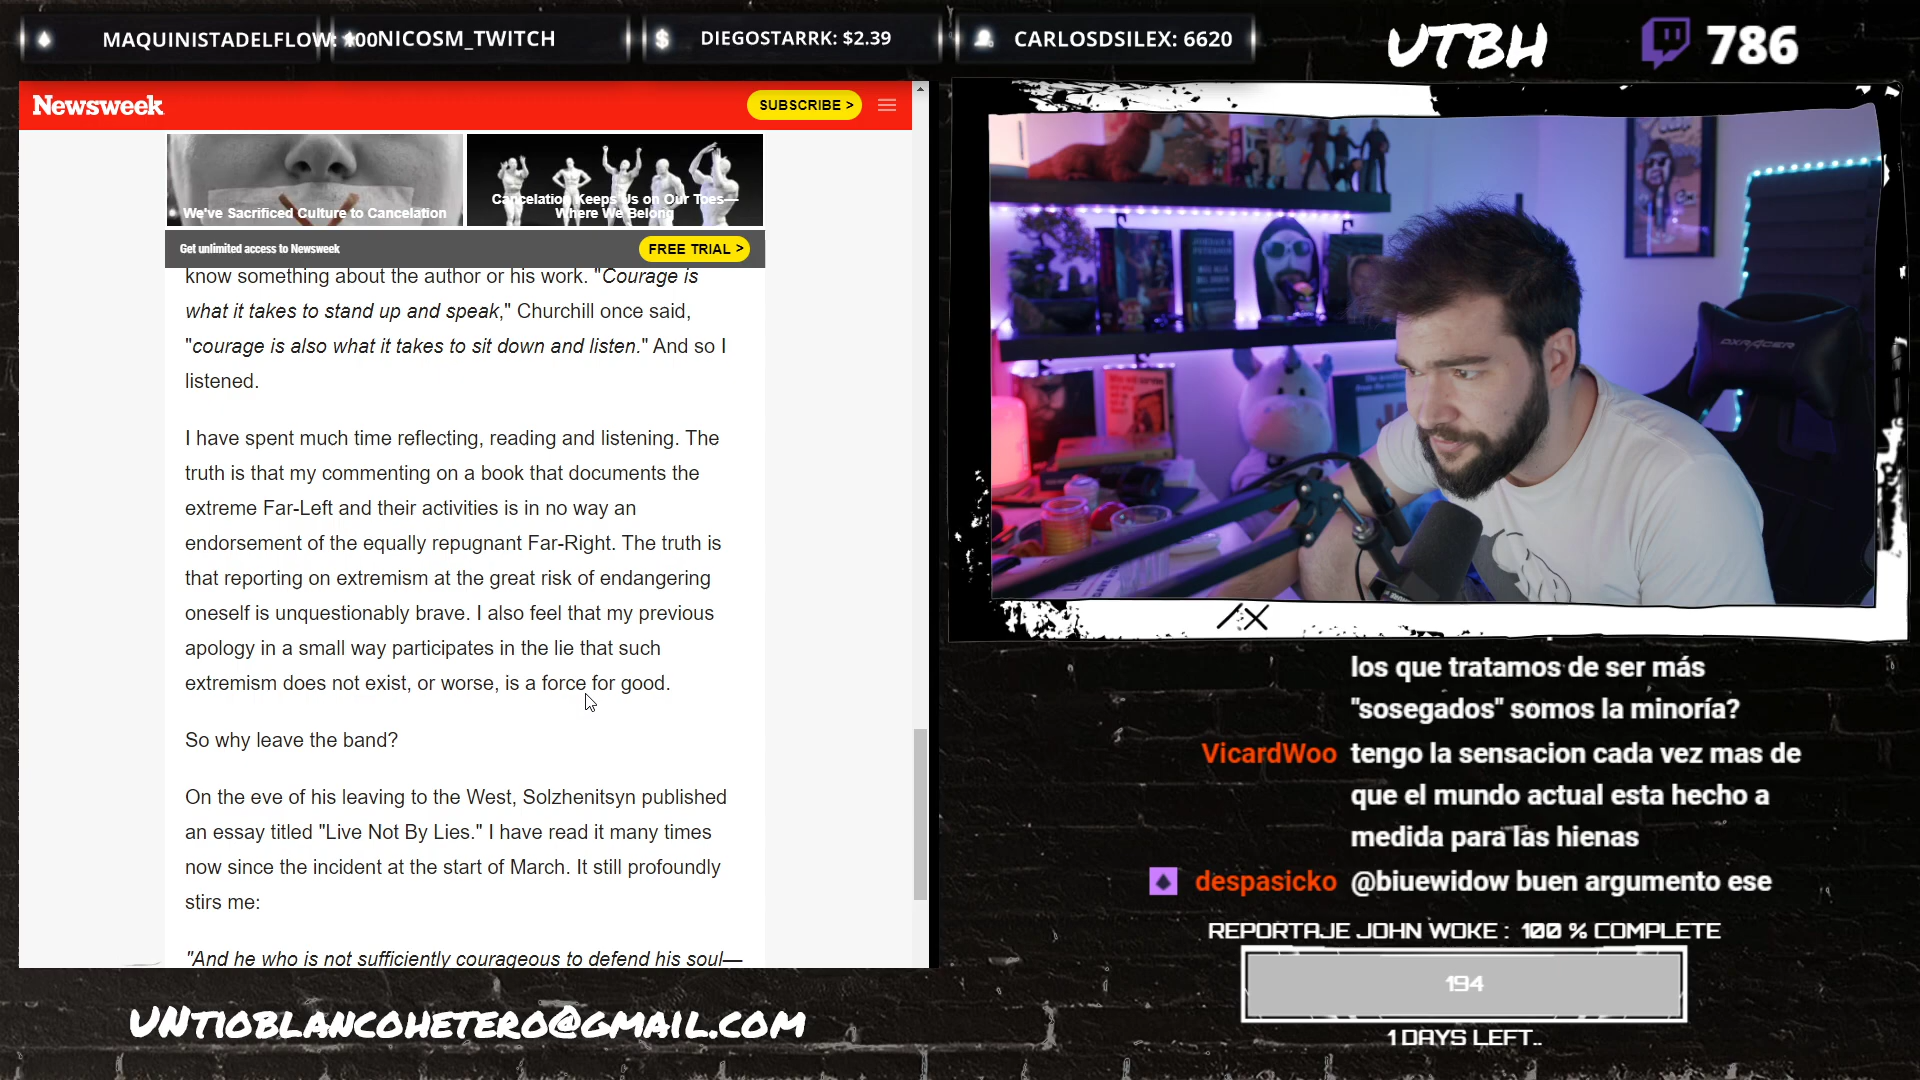 MAQUINISTADELFLOW: 100
NICOSM_TWITCH
DIEGOSTARRK: $2.39
CARLOSDSILEX: 6620
UTBH
786
Newsweek
SUBSCRIBE >
We've Sacrificed Culture to Cancelation
Cancelation Keeps Us on Our Toes—
Where We Belong
Get unlimited access to Newsweek
FREE TRIAL >
know something about the author or his work. "Courage is
what it takes to stand up and speak," Churchill once said,
"courage is also what it takes to sit down and listen." And so I
listened.
I have spent much time reflecting, reading and listening. The
truth is that my commenting on a book that documents the
extreme Far-Left and their activities is in no way an
endorsement of the equally repugnant Far-Right. The truth is
that reporting on extremism at the great risk of endangering
oneself is unquestionably brave. I also feel that my previous
apology in a small way participates in the lie that such
extremism does not exist, or worse, is a force for good.
So why leave the band?
On the eve of his leaving to the West, Solzhenitsyn published
an essay titled "Live Not By Lies." I have read it many times
now since the incident at the start of March. It still profoundly
stirs me:
"And he who is not sufficiently courageous to defend his soul—
DXRACER
los que tratamos de ser más
"sosegados" somos la minoría?
VicardWoo tengo la sensacion cada vez mas de
que el mundo actual esta hecho a
medida para las hienas
despasicko @biuewidow buen argumento ese
REPORTAJE JOHN WOKE : 100 % COMPLETE
194
1 DAYS LEFT..
UNtioblancohetero@gmail.com